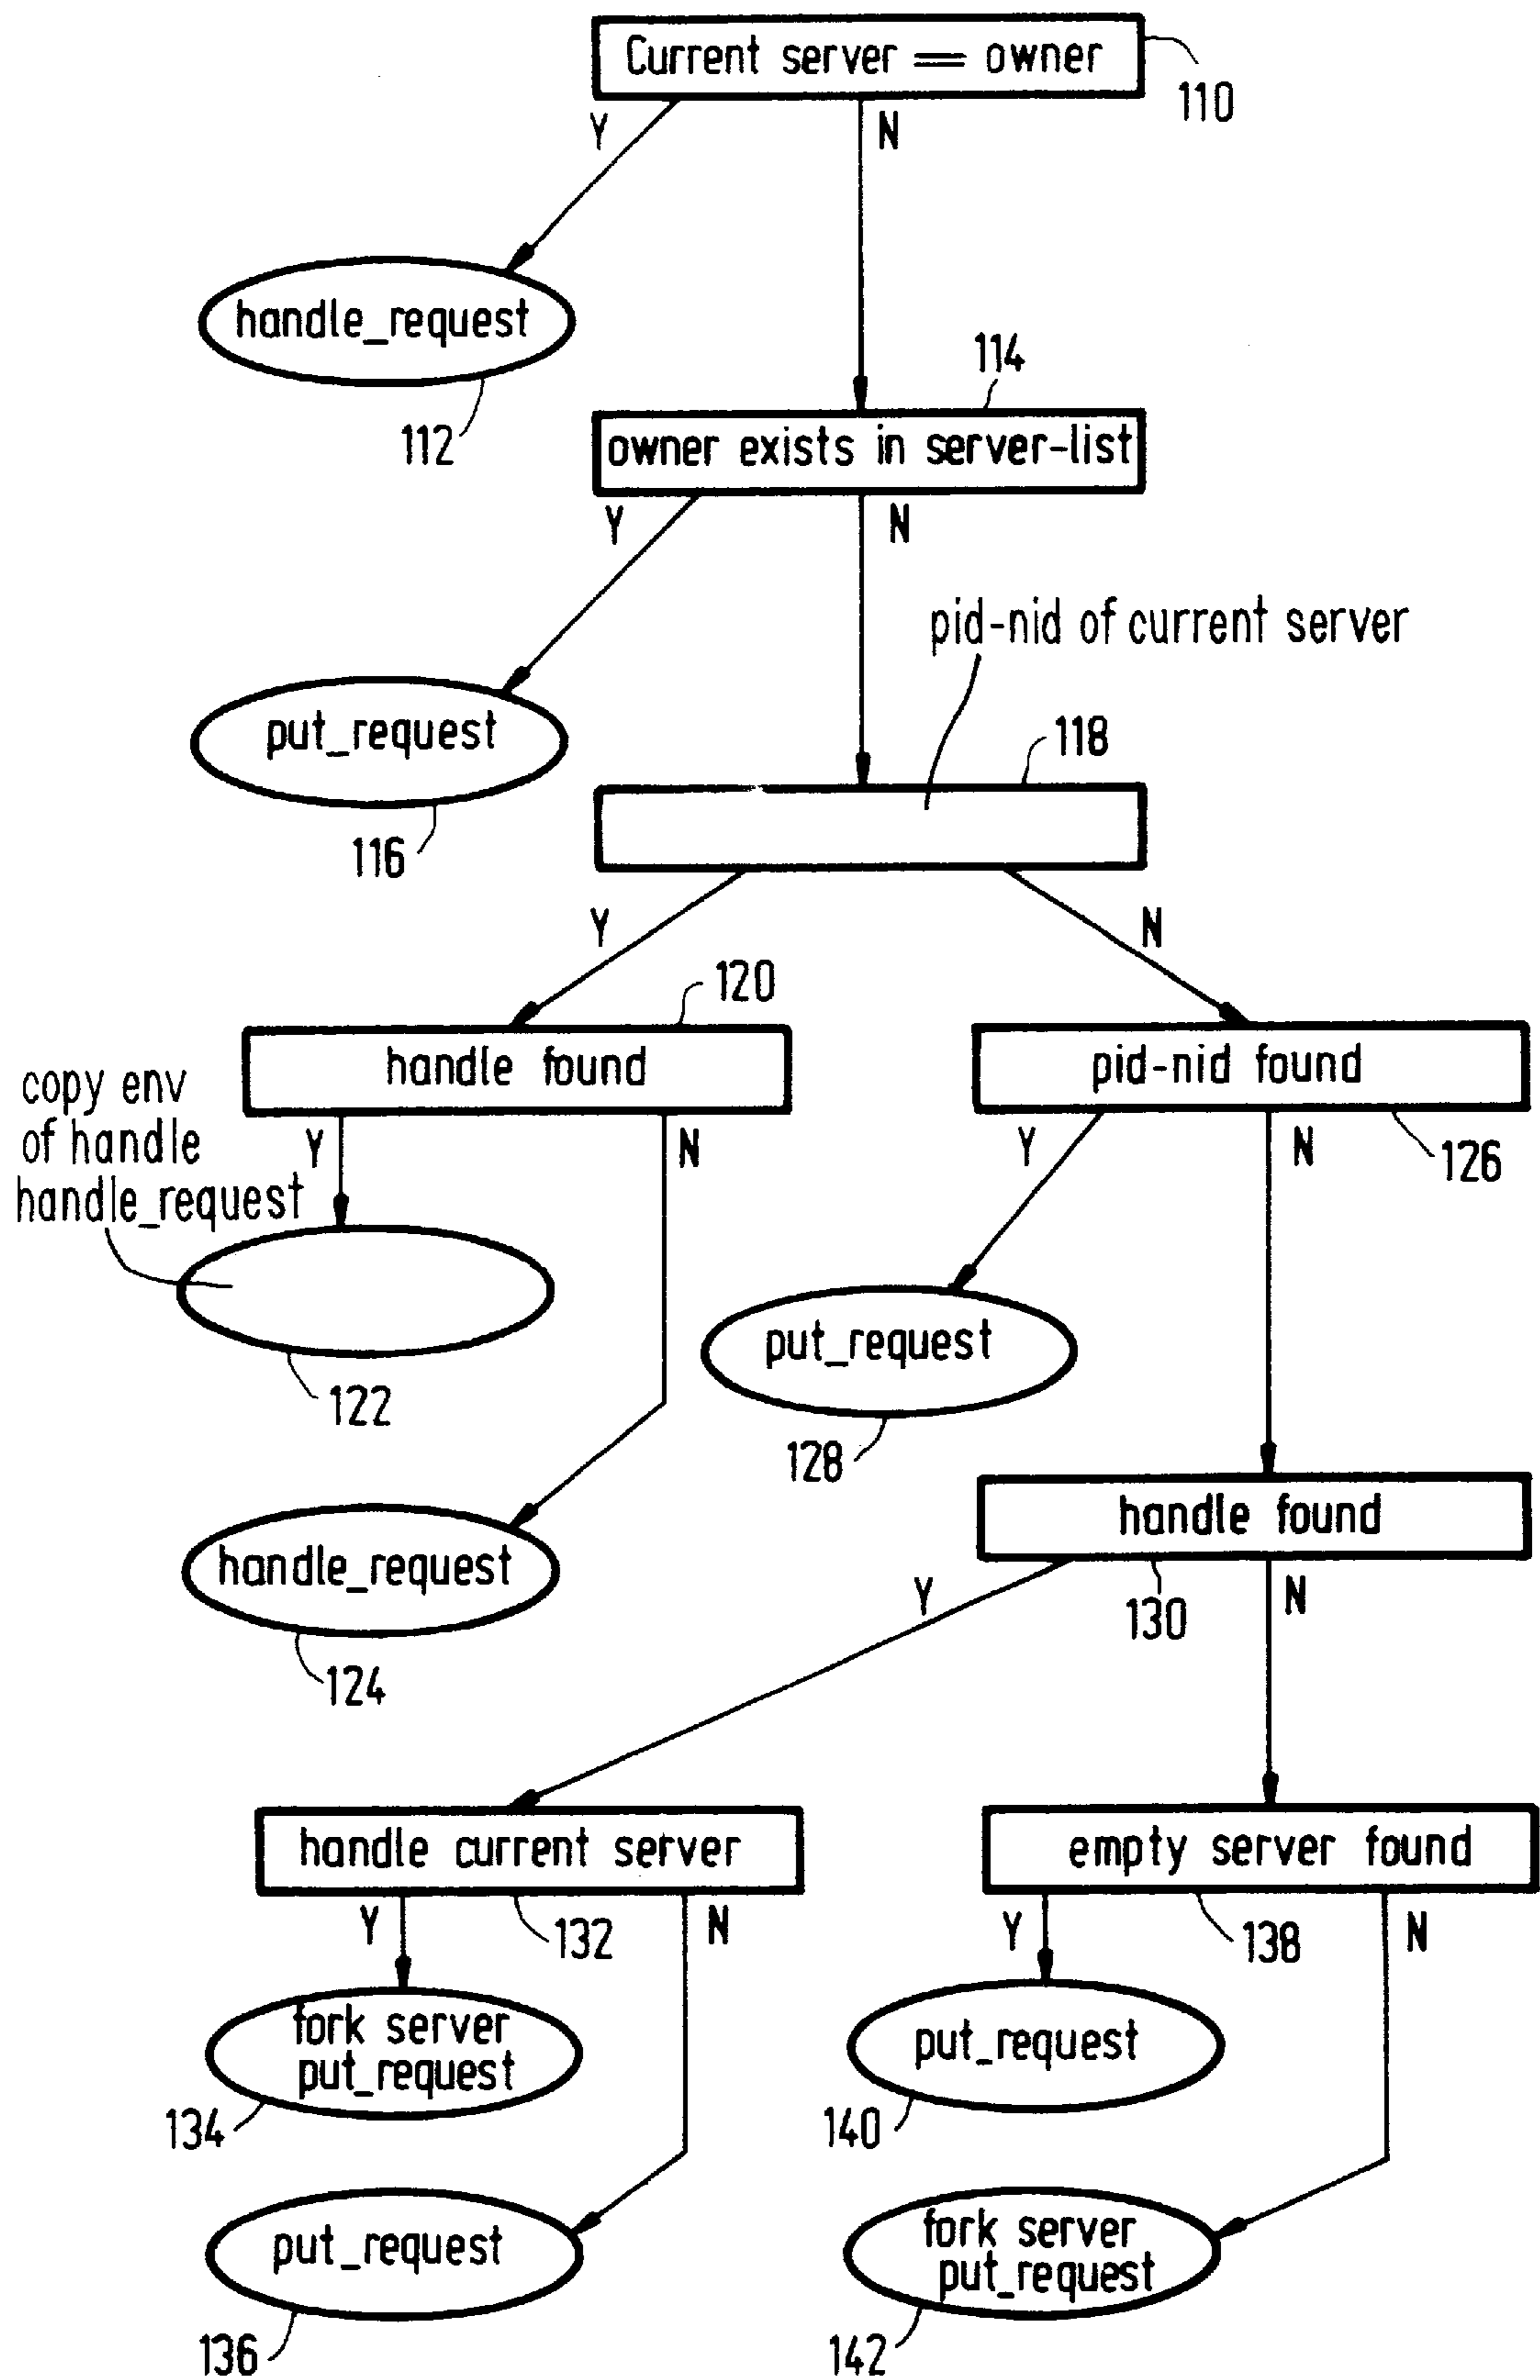 Current server == owner
110
Y
N
handle_request
112
114
owner exists in server-list
Y
N
pid-nid of current server
put_request
116
118
Y
N
120
handle found
pid-nid found
copy env
of handle
handle_request
Y
N
Y
N
126
122
put_request
128
handle found
130
handle_request
124
Y
N
handle current server
empty server found
Y
132
N
Y
138
N
fork server
put_request
134
put_request
140
put_request
136
fork server
put_request
142